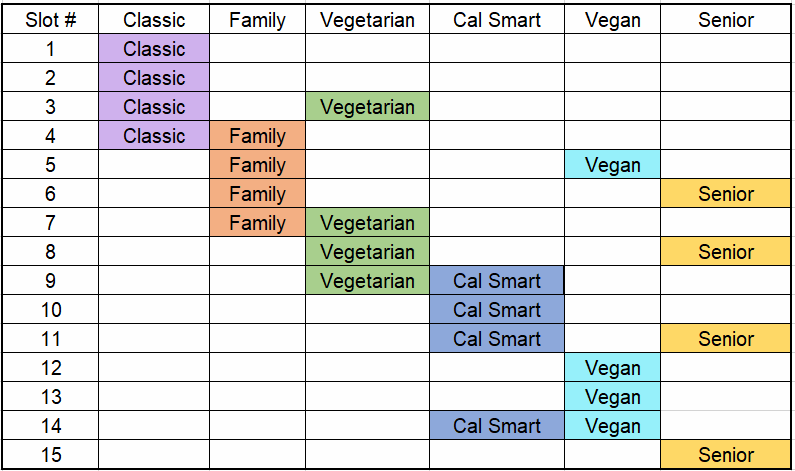 Slot # Classic Family Vegetarian Cal Smart Vegan Senior
1 Classic
2 Classic
3 Classic Vegetarian
4 Classic Family
5 Family Vegan
6 Family Senior
7 Family Vegetarian
8 Vegetarian Senior
9 Vegetarian Cal Smart
10 Cal Smart
11 Cal Smart Senior
12 Vegan
13 Vegan
14 Cal Smart Vegan
15 Senior